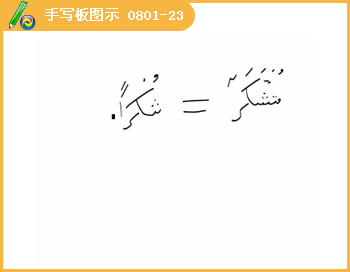 手写板图示 0801-23
مُتَشَكِّرٌ = شُكْرًا.